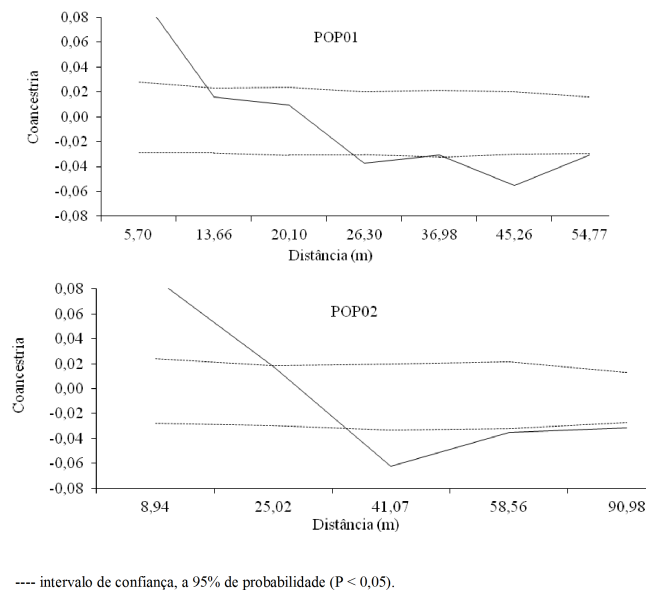 0,08
0,06
0,04
0,02
0,00
-0,02
-0,04
-0,06
-0,08
Coancestria
POP01
5,70 13,66 20,10 26,30 36,98 45,26 54,77
Distância (m)
0,08
0,06
0,04
0,02
0,00
-0,02
-0,04
-0,06
-0,08
Coancestria
POP02
8,94 25,02 41,07 58,56 90,98
Distância (m)
---- intervalo de confiança, a 95% de probabilidade (P < 0,05).